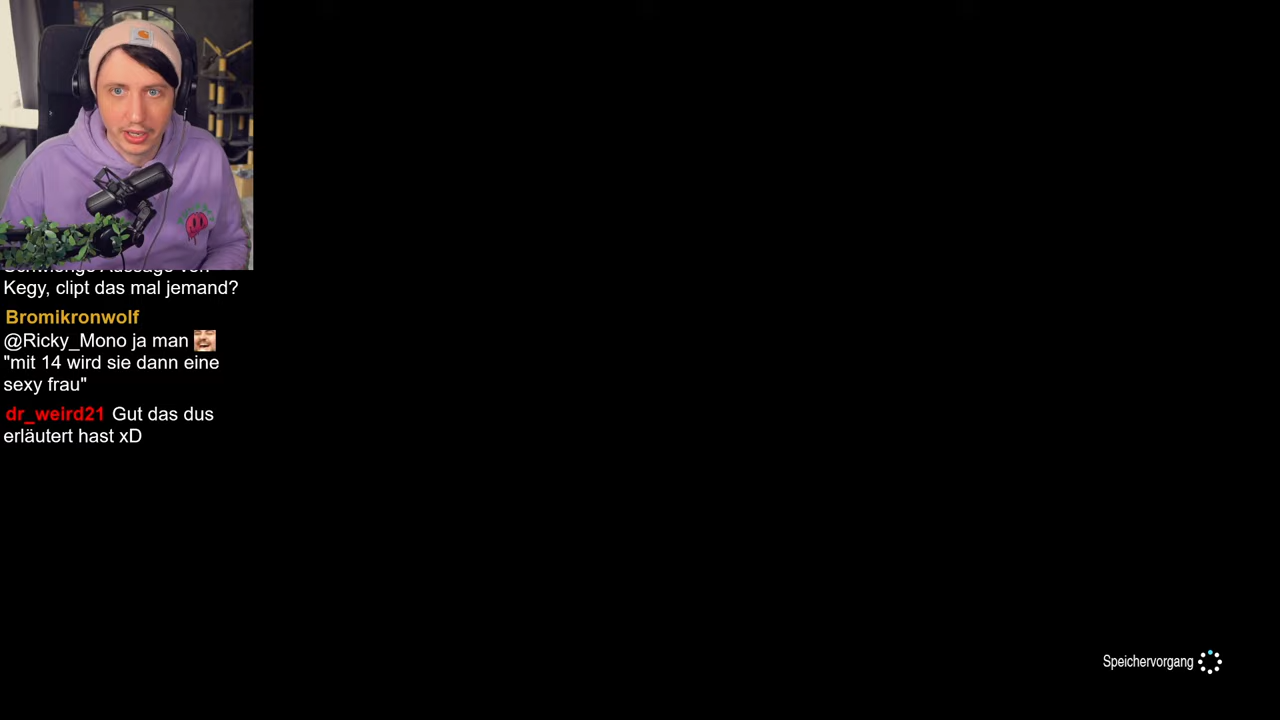 Kegy, clipt das mal jemand?
Bromikronwolf
@Ricky_Mono ja man
"mit 14 wird sie dann eine
sexy frau"
dr_weird21 Gut das dus
erläutert hast xD
Speichervorgang